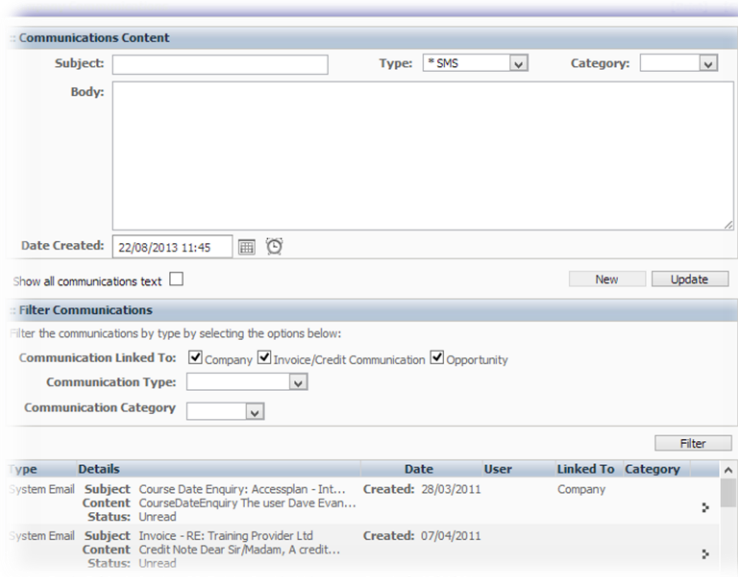 :: Communications Content
Subject: Type: * SMS Category:
Body:
Date Created: 22/08/2013 11:45
Show all communications text New Update
:: Filter Communications
Filter the communications by type by selecting the options below:
Communication Linked To: Company Invoice/Credit Communication Opportunity
Communication Type:
Communication Category
Filter
Type Details Date User Linked To Category
System Email Subject Course Date Enquiry: Accessplan - Int... Created: 28/03/2011 Company
Content CourseDateEnquiry The user Dave Evan...
Status: Unread
System Email Subject Invoice - RE: Training Provider Ltd Created: 07/04/2011
Content Credit Note Dear Sir/Madam, A credit...
Status: Unread